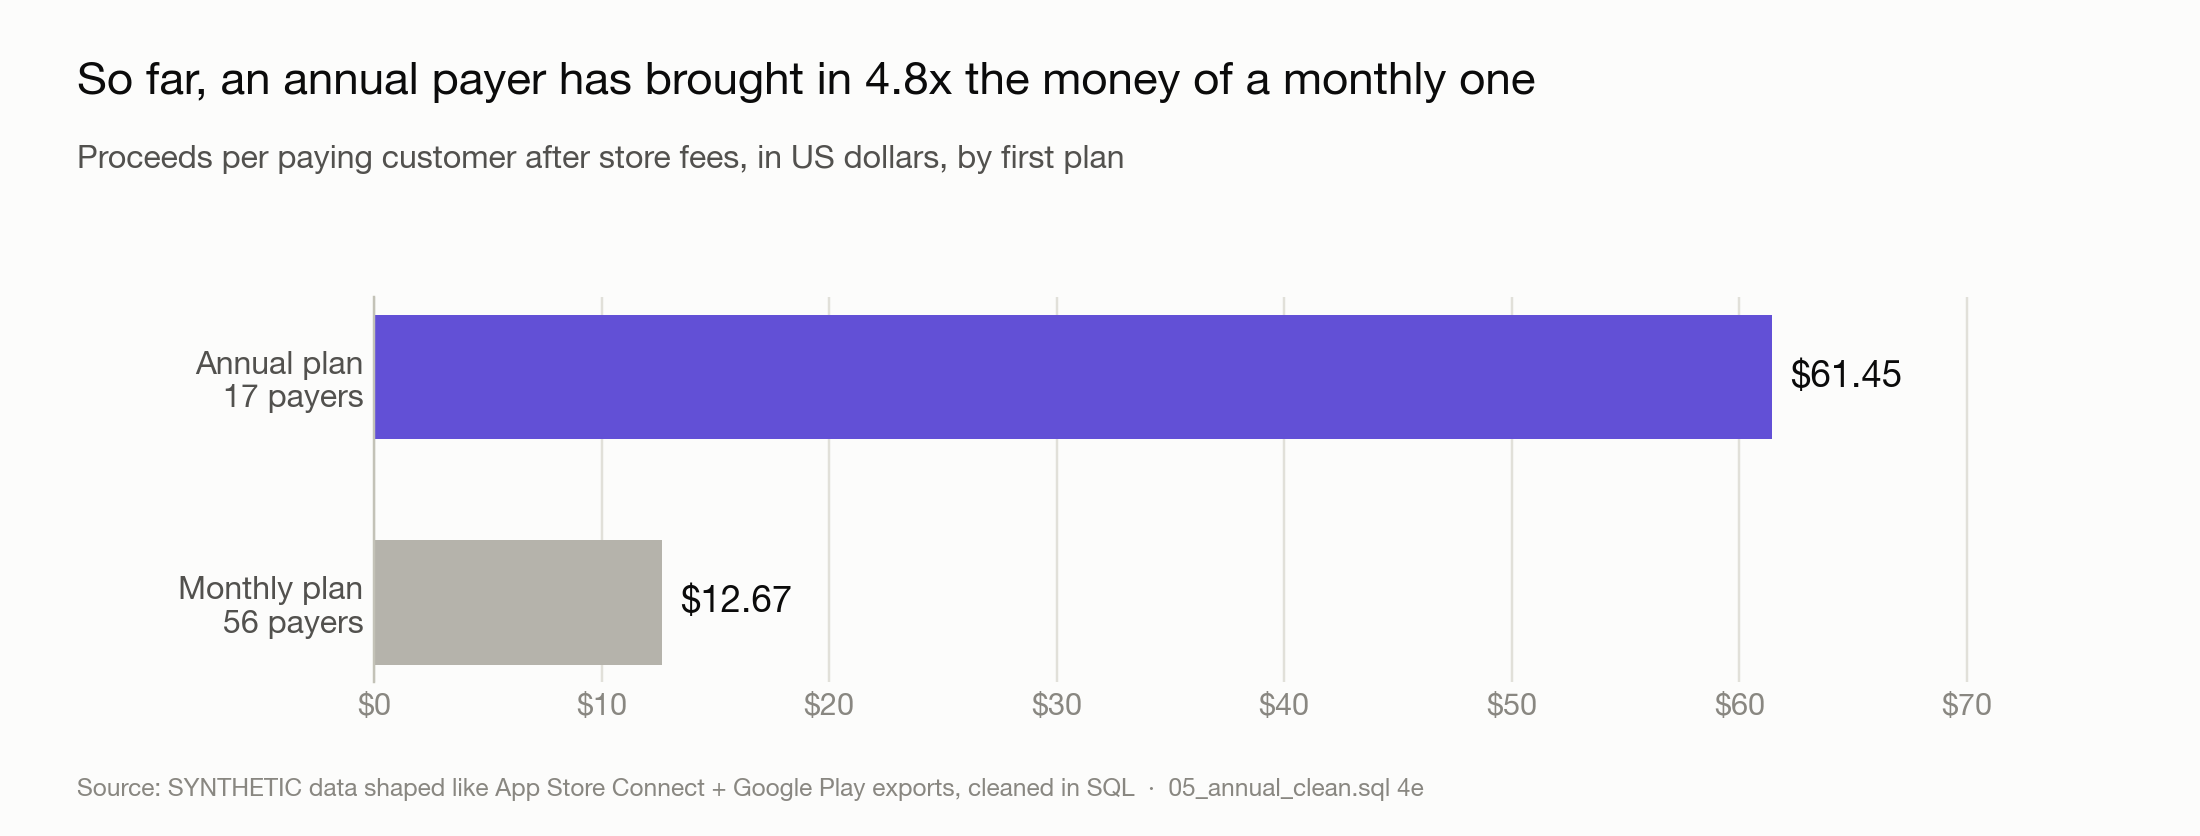 So far, an annual payer has brought in 4.8x the money of a monthly one
Proceeds per paying customer after store fees, in US dollars, by first plan
Annual plan
17 payers
$61.45
Monthly plan
56 payers
$12.67
$0 $10 $20 $30 $40 $50 $60 $70
Source: SYNTHETIC data shaped like App Store Connect + Google Play exports, cleaned in SQL · 05_annual_clean.sql 4e